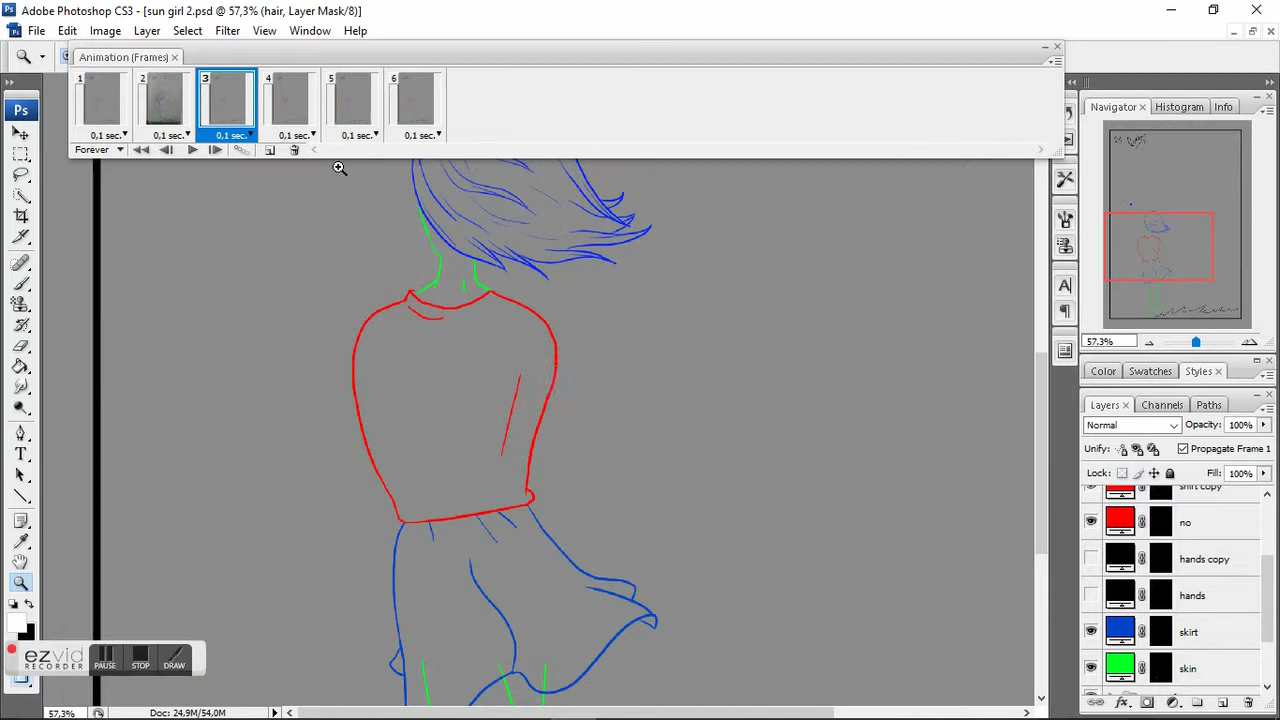 Adobe Photoshop CS3 - [sun girl 2.psd @ 57,3% (hair, Layer Mask/8)]
Ps File Edit Image Layer Select Filter View Window Help
Animation (Frames) x
1 2 3 4 5 6
0,1 sec. 0,1 sec. 0,1 sec. 0,1 sec. 0,1 sec. 0,1 sec.
Forever
Ps
Navigator x Histogram Info
57,3%
Color Swatches Styles x
Layers x Channels Paths
Normal Opacity: 100%
Unify: Propagate Frame 1
Lock: Fill: 100%
shirt copy
no
hands copy
hands
skirt
skin
A
T
ezvid
RECORDER
PAUSE STOP DRAW
57,3% Doc: 24,9M/54,0M